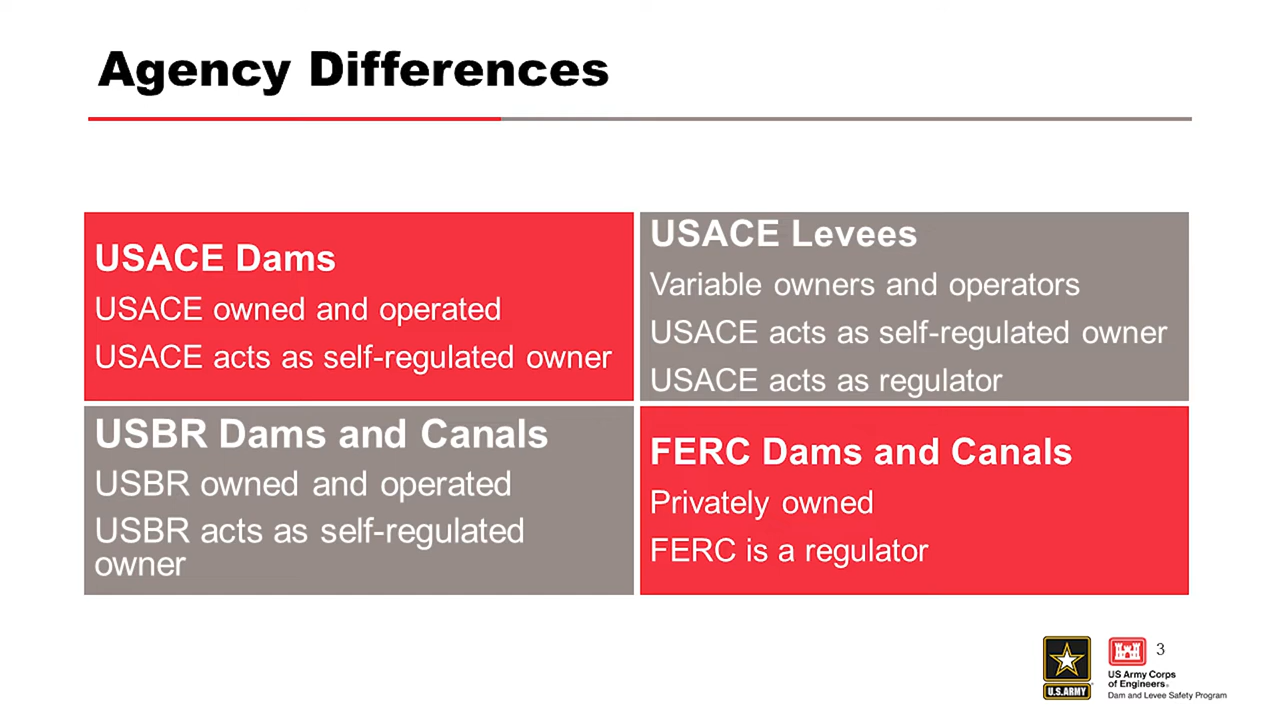 Agency Differences
USACE Dams
USACE owned and operated
USACE acts as self-regulated owner
USACE Levees
Variable owners and operators
USACE acts as self-regulated owner
USACE acts as regulator
USBR Dams and Canals
USBR owned and operated
USBR acts as self-regulated
owner
FERC Dams and Canals
Privately owned
FERC is a regulator
U.S.ARMY
3
US Army Corps
of Engineers®
Dam and Levee Safety Program